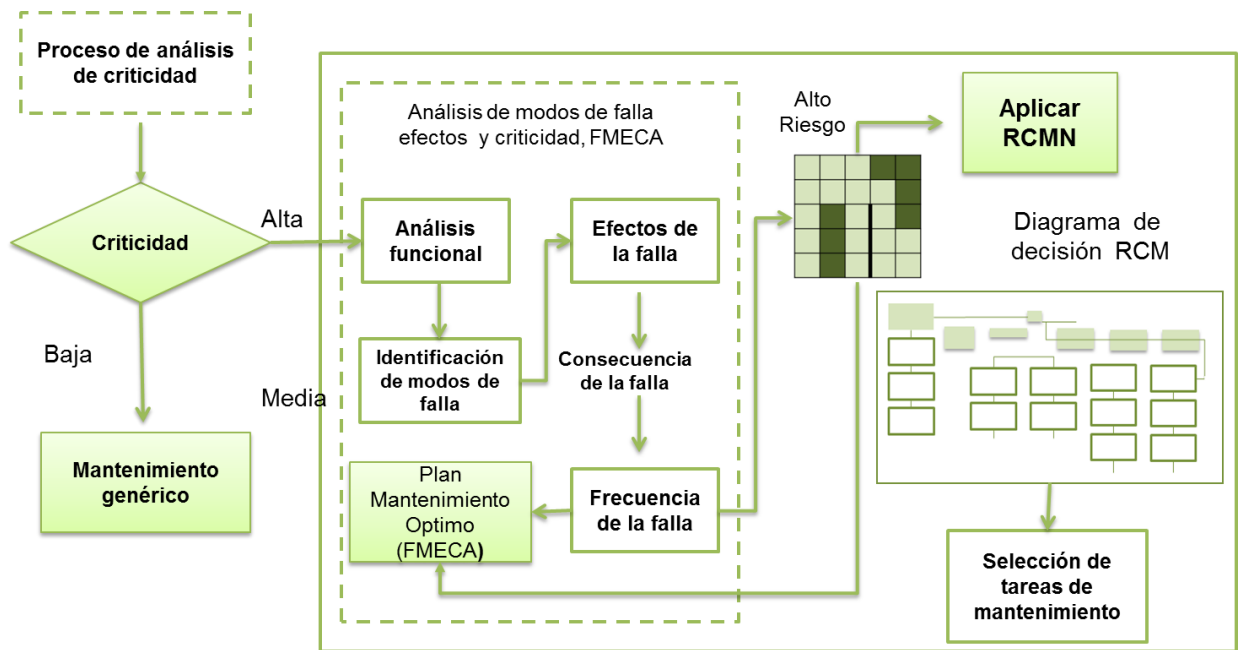 Proceso de análisis
de criticidad
Criticidad
Alta
Baja
Media
Mantenimiento
genérico
Análisis de modos de falla
efectos y criticidad, FMECA
Análisis
funcional
Identificación
de modos de
falla
Efectos de
la falla
Consecuencia
de la falla
Frecuencia
de la falla
Plan
Mantenimiento
Optimo
(FMECA)
Alto
Riesgo
Aplicar
RCMN
Diagrama de
decisión RCM
Selección de
tareas de
mantenimiento